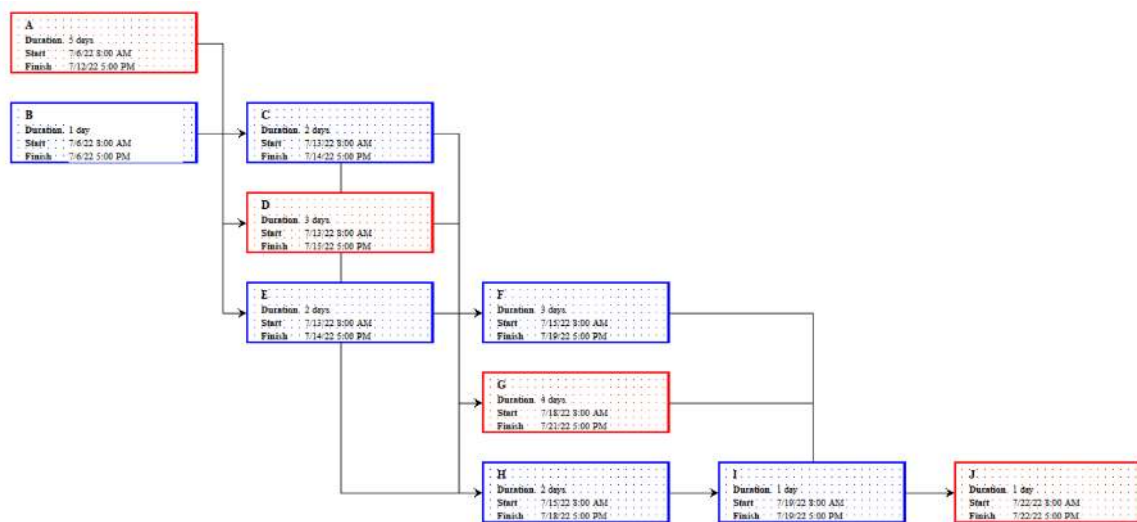 A
Duration 5 days
Start 7/6/22 8:00 AM
Finish 7/12/22 5:00 PM
B
Duration 1 day
Start 7/6/22 8:00 AM
Finish 7/6/22 5:00 PM
C
Duration 2 days
Start 7/13/22 8:00 AM
Finish 7/14/22 5:00 PM
D
Duration 3 days
Start 7/13/22 8:00 AM
Finish 7/15/22 5:00 PM
E
Duration 2 days
Start 7/13/22 8:00 AM
Finish 7/14/22 5:00 PM
F
Duration 3 days
Start 7/15/22 8:00 AM
Finish 7/19/22 5:00 PM
G
Duration 4 days
Start 7/18/22 8:00 AM
Finish 7/21/22 5:00 PM
H
Duration 2 days
Start 7/15/22 8:00 AM
Finish 7/18/22 5:00 PM
I
Duration 1 day
Start 7/19/22 8:00 AM
Finish 7/19/22 5:00 PM
J
Duration 1 day
Start 7/22/22 8:00 AM
Finish 7/22/22 5:00 PM